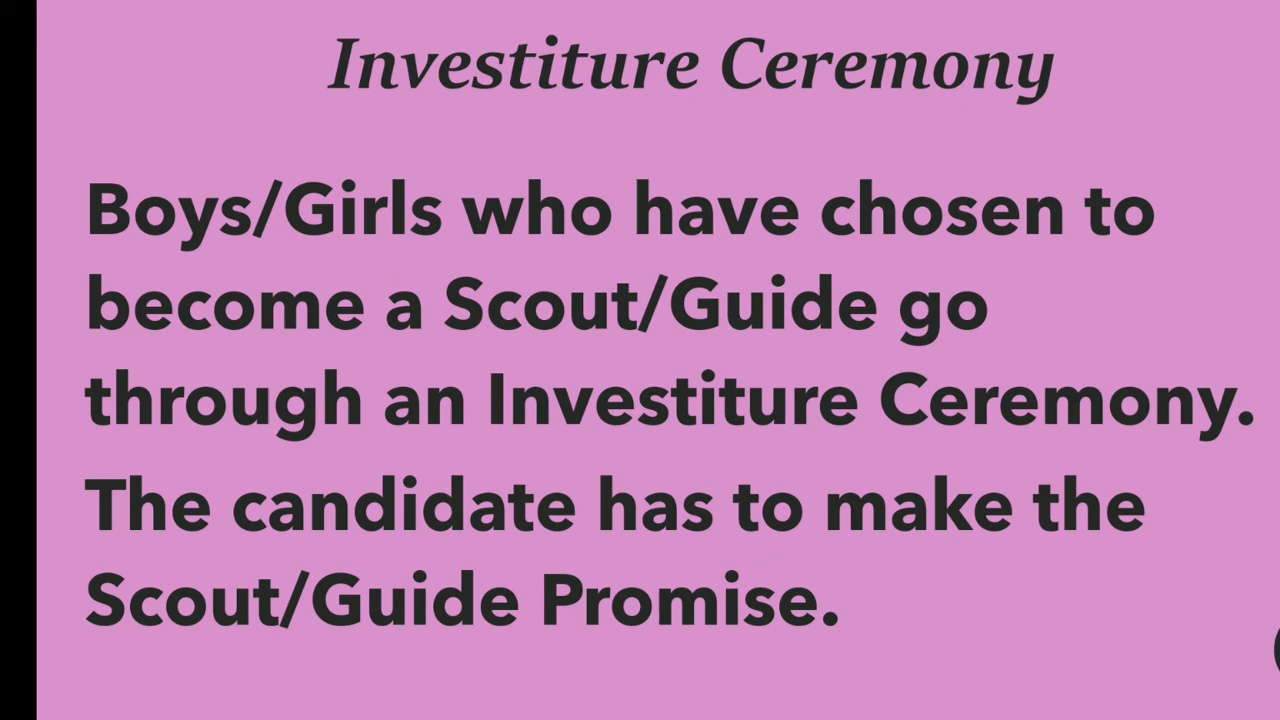 Investiture Ceremony
Boys/Girls who have chosen to
become a Scout/Guide go
through an Investiture Ceremony.
The candidate has to make the
Scout/Guide Promise.